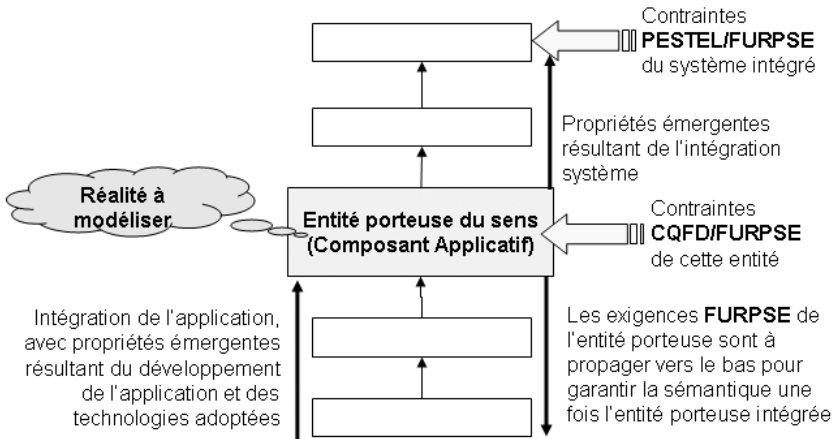 Contraintes
PESTEL/FURPSE
du système intégré
Propriétés émergentes
résultant de l'intégration
système
Réalité à
modéliser
Entité porteuse du sens
(Composant Applicatif)
Contraintes
CQFD/FURPSE
de cette entité
Intégration de l'application,
avec propriétés émergentes
résultant du développement
de l'application et des
technologies adoptées
Les exigences FURPSE de
l'entité porteuse sont à
propager vers le bas pour
garantir la sémantique une
fois l'entité porteuse intégrée